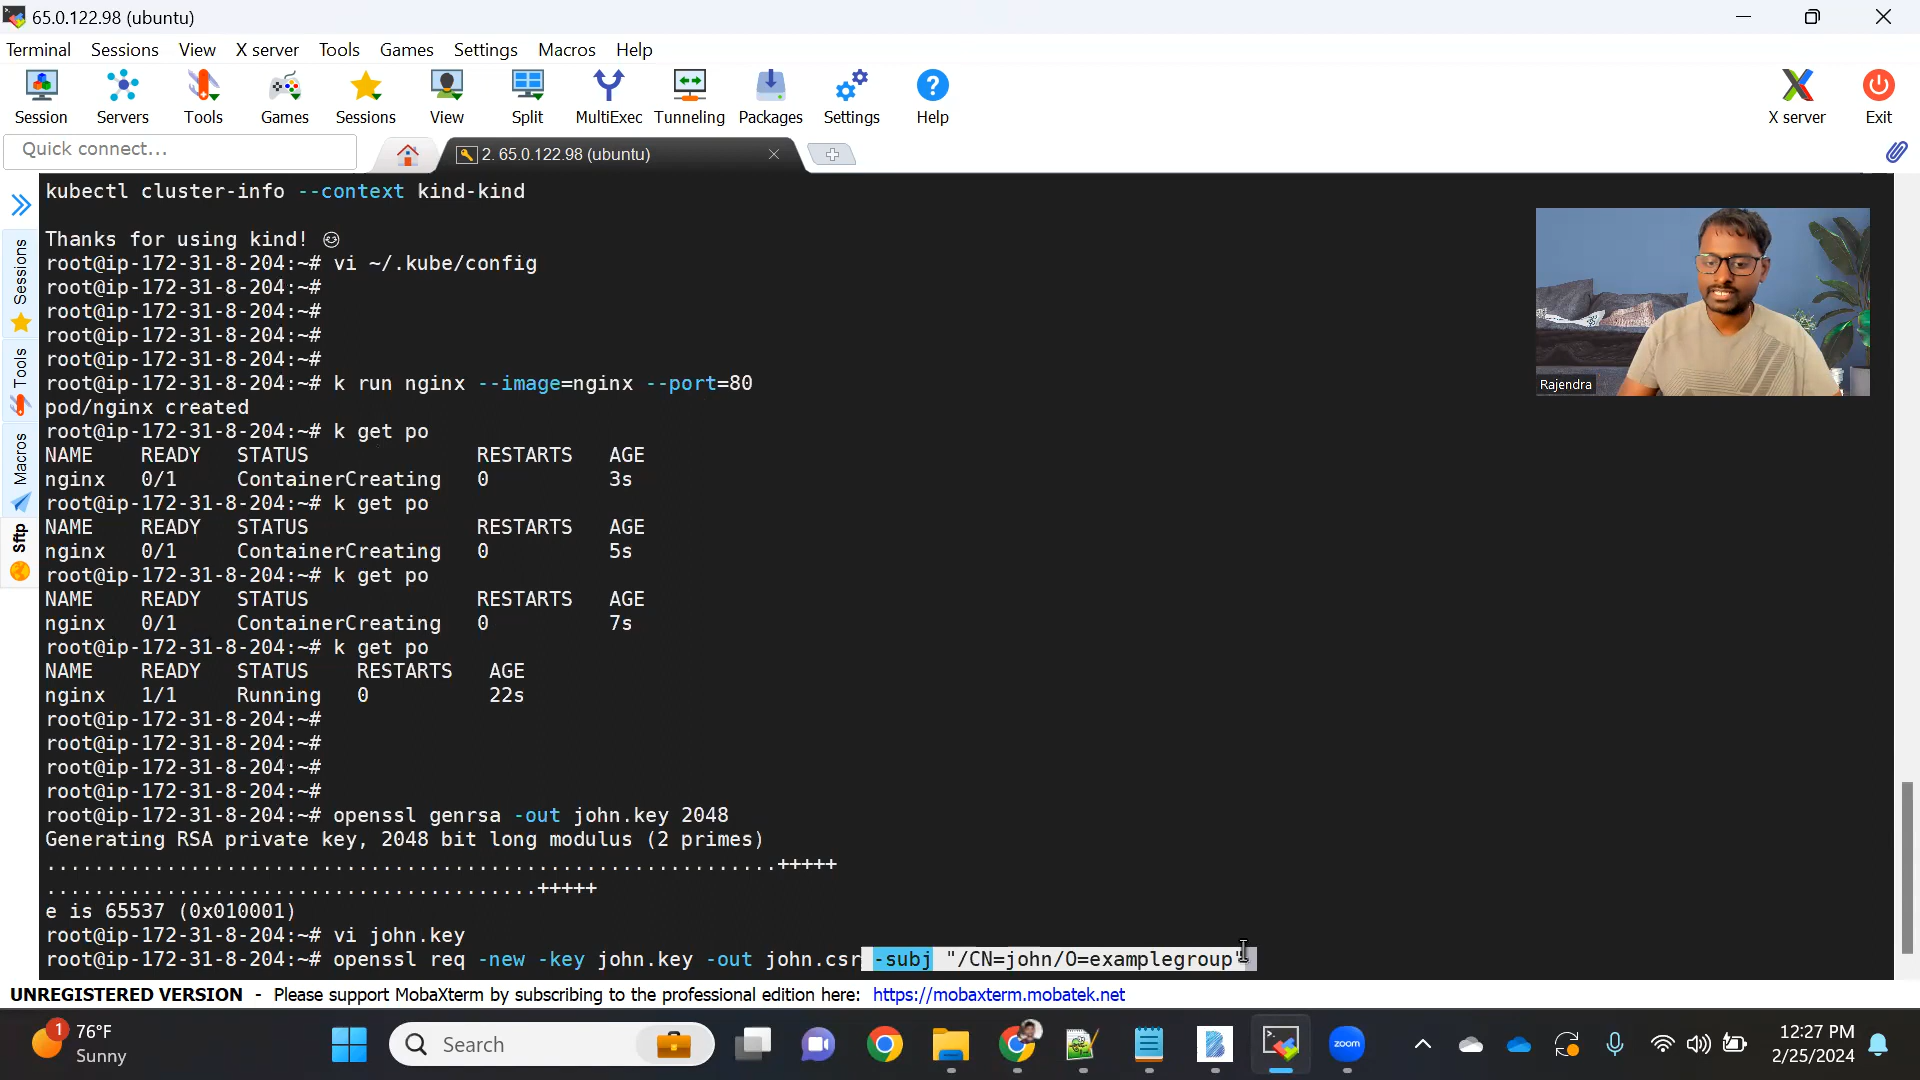 65.0.122.98 (ubuntu)
Terminal Sessions View X server Tools Games Settings Macros Help
Session Servers Tools Games Sessions View Split MultiExec Tunneling Packages Settings Help X server Exit
Quick connect...
2. 65.0.122.98 (ubuntu)
Sessions
Tools
Macros
Sftp
kubectl cluster-info --context kind-kind
Thanks for using kind! 😊
root@ip-172-31-8-204:~# vi ~/.kube/config
root@ip-172-31-8-204:~#
root@ip-172-31-8-204:~#
root@ip-172-31-8-204:~#
root@ip-172-31-8-204:~#
root@ip-172-31-8-204:~# k run nginx --image=nginx --port=80
pod/nginx created
root@ip-172-31-8-204:~# k get po
NAME READY STATUS RESTARTS AGE
nginx 0/1 ContainerCreating 0 3s
root@ip-172-31-8-204:~# k get po
NAME READY STATUS RESTARTS AGE
nginx 0/1 ContainerCreating 0 5s
root@ip-172-31-8-204:~# k get po
NAME READY STATUS RESTARTS AGE
nginx 0/1 ContainerCreating 0 7s
root@ip-172-31-8-204:~# k get po
NAME READY STATUS RESTARTS AGE
nginx 1/1 Running 0 22s
root@ip-172-31-8-204:~#
root@ip-172-31-8-204:~#
root@ip-172-31-8-204:~#
root@ip-172-31-8-204:~#
root@ip-172-31-8-204:~# openssl genrsa -out john.key 2048
Generating RSA private key, 2048 bit long modulus (2 primes)
.............................................................+++++
.........................................+++++
e is 65537 (0x010001)
root@ip-172-31-8-204:~# vi john.key
root@ip-172-31-8-204:~# openssl req -new -key john.key -out john.csr -subj "/CN=john/O=examplegroup"
Rajendra
UNREGISTERED VERSION - Please support MobaXterm by subscribing to the professional edition here: https://mobaxterm.mobatek.net
1
76°F
Sunny
Search
zoom
12:27 PM
2/25/2024